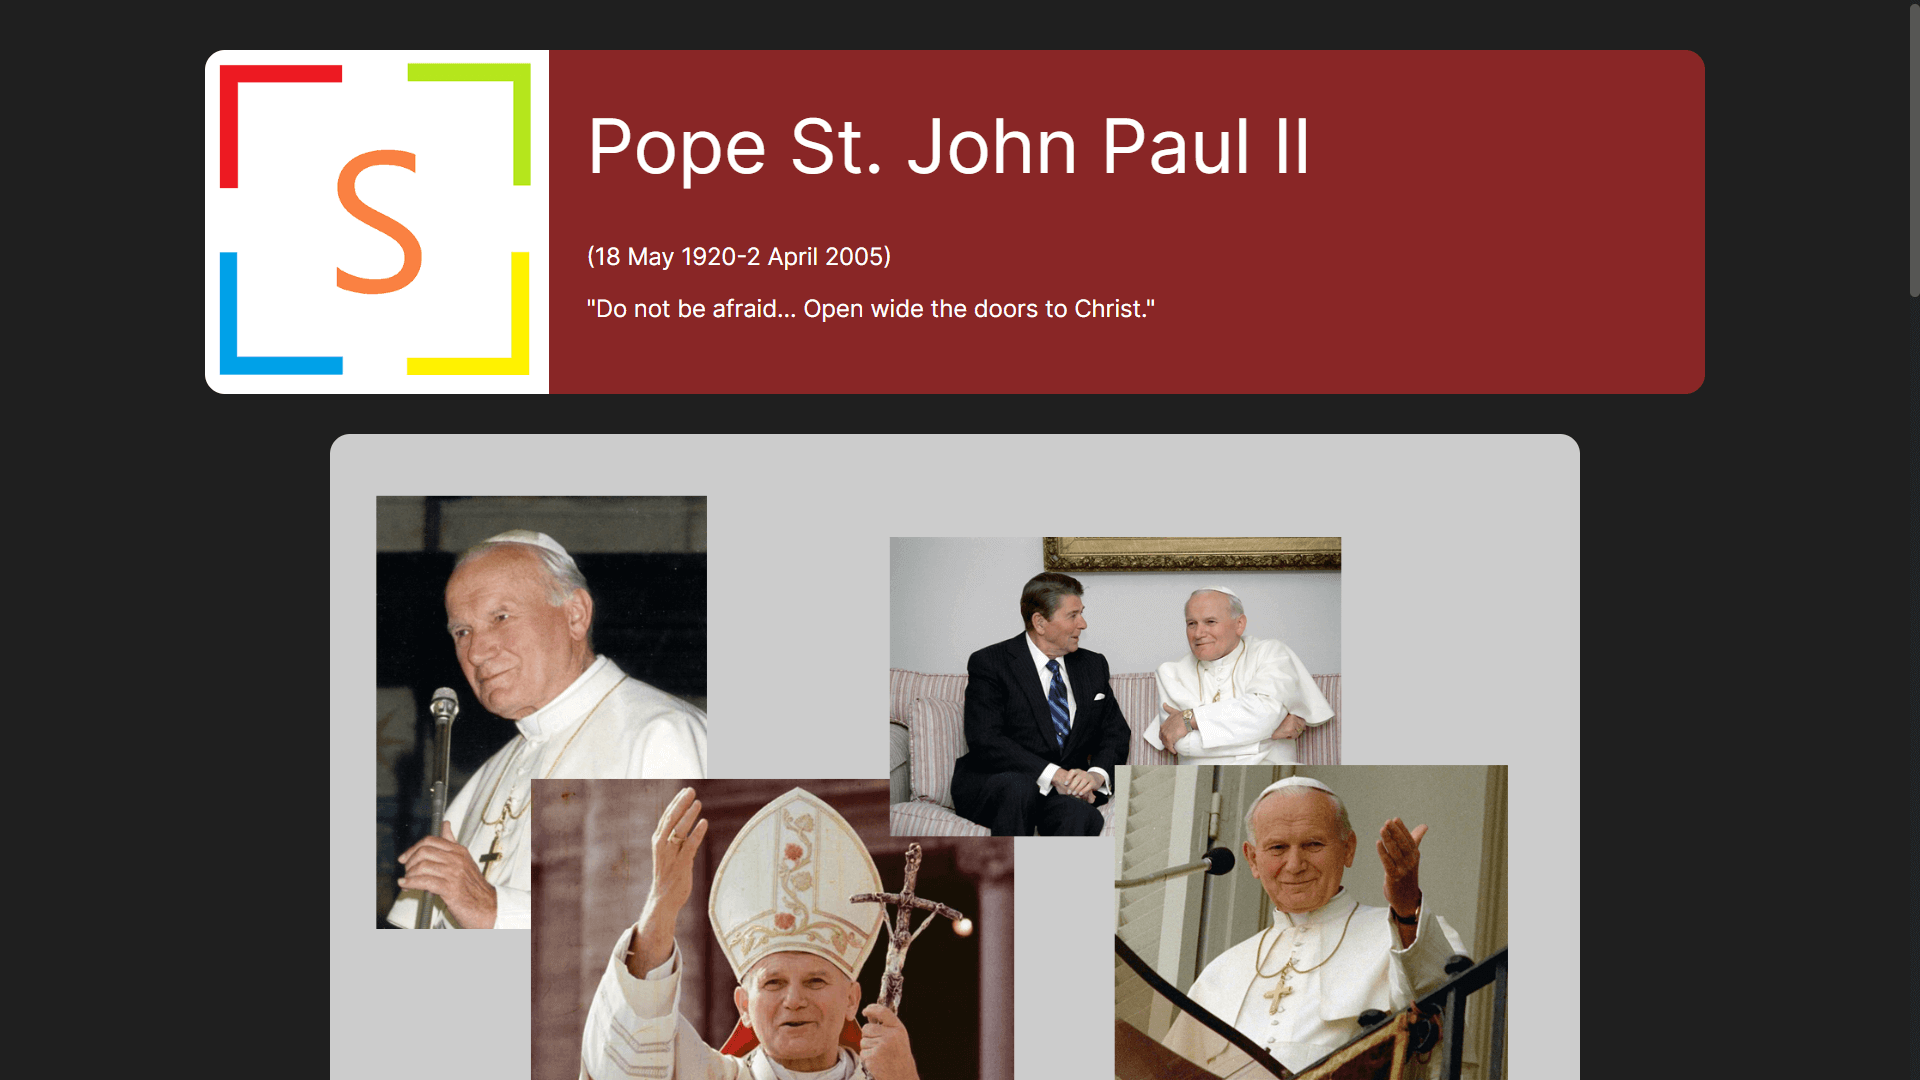 S
Pope St. John Paul II
(18 May 1920-2 April 2005)
"Do not be afraid... Open wide the doors to Christ."